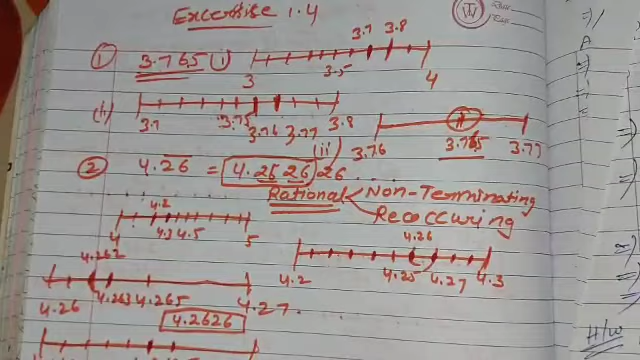 Excercise 1.4
① 3.765 (i)
3.7 3.8
3 3.5 4
(ii)
3.7 3.75 3.76 3.77 3.8
(iii)
3.76 3.765 3.77
② 4.26 = 4.2526 26 ....
Rational Non-Terminating
Reoccuring
4.2
4 4.3 4.5 5
4.26
4.2 4.25 4.27 4.3
4.262
4.26 4.263 4.265 4.27
4.2626
H/W